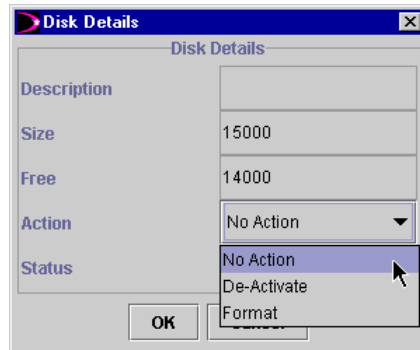 Disk Details
Disk Details
Description
Size 15000
Free 14000
Action No Action
Status No Action
De-Activate
Format
OK